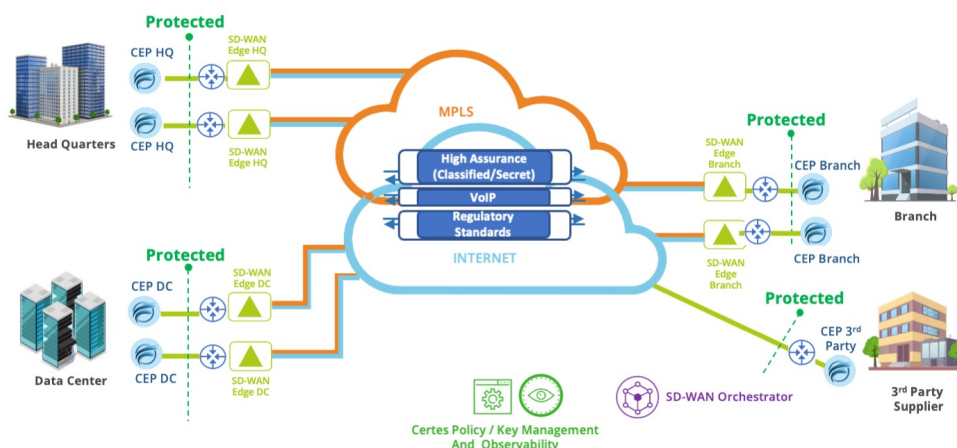 Protected
CEP HQ
SD-WAN
Edge HQ
CEP HQ
SD-WAN
Edge HQ
Head Quarters
MPLS
High Assurance
(Classified/Secret)
VoIP
Regulatory
Standards
INTERNET
Protected
SD-WAN
Edge
Branch
CEP Branch
SD-WAN
Edge
Branch
CEP Branch
Branch
Protected
CEP DC
SD-WAN
Edge DC
CEP DC
SD-WAN
Edge DC
Data Center
Protected
CEP 3rd
Party
3rd Party
Supplier
SD-WAN Orchestrator
Certes Policy / Key Management
And Observability